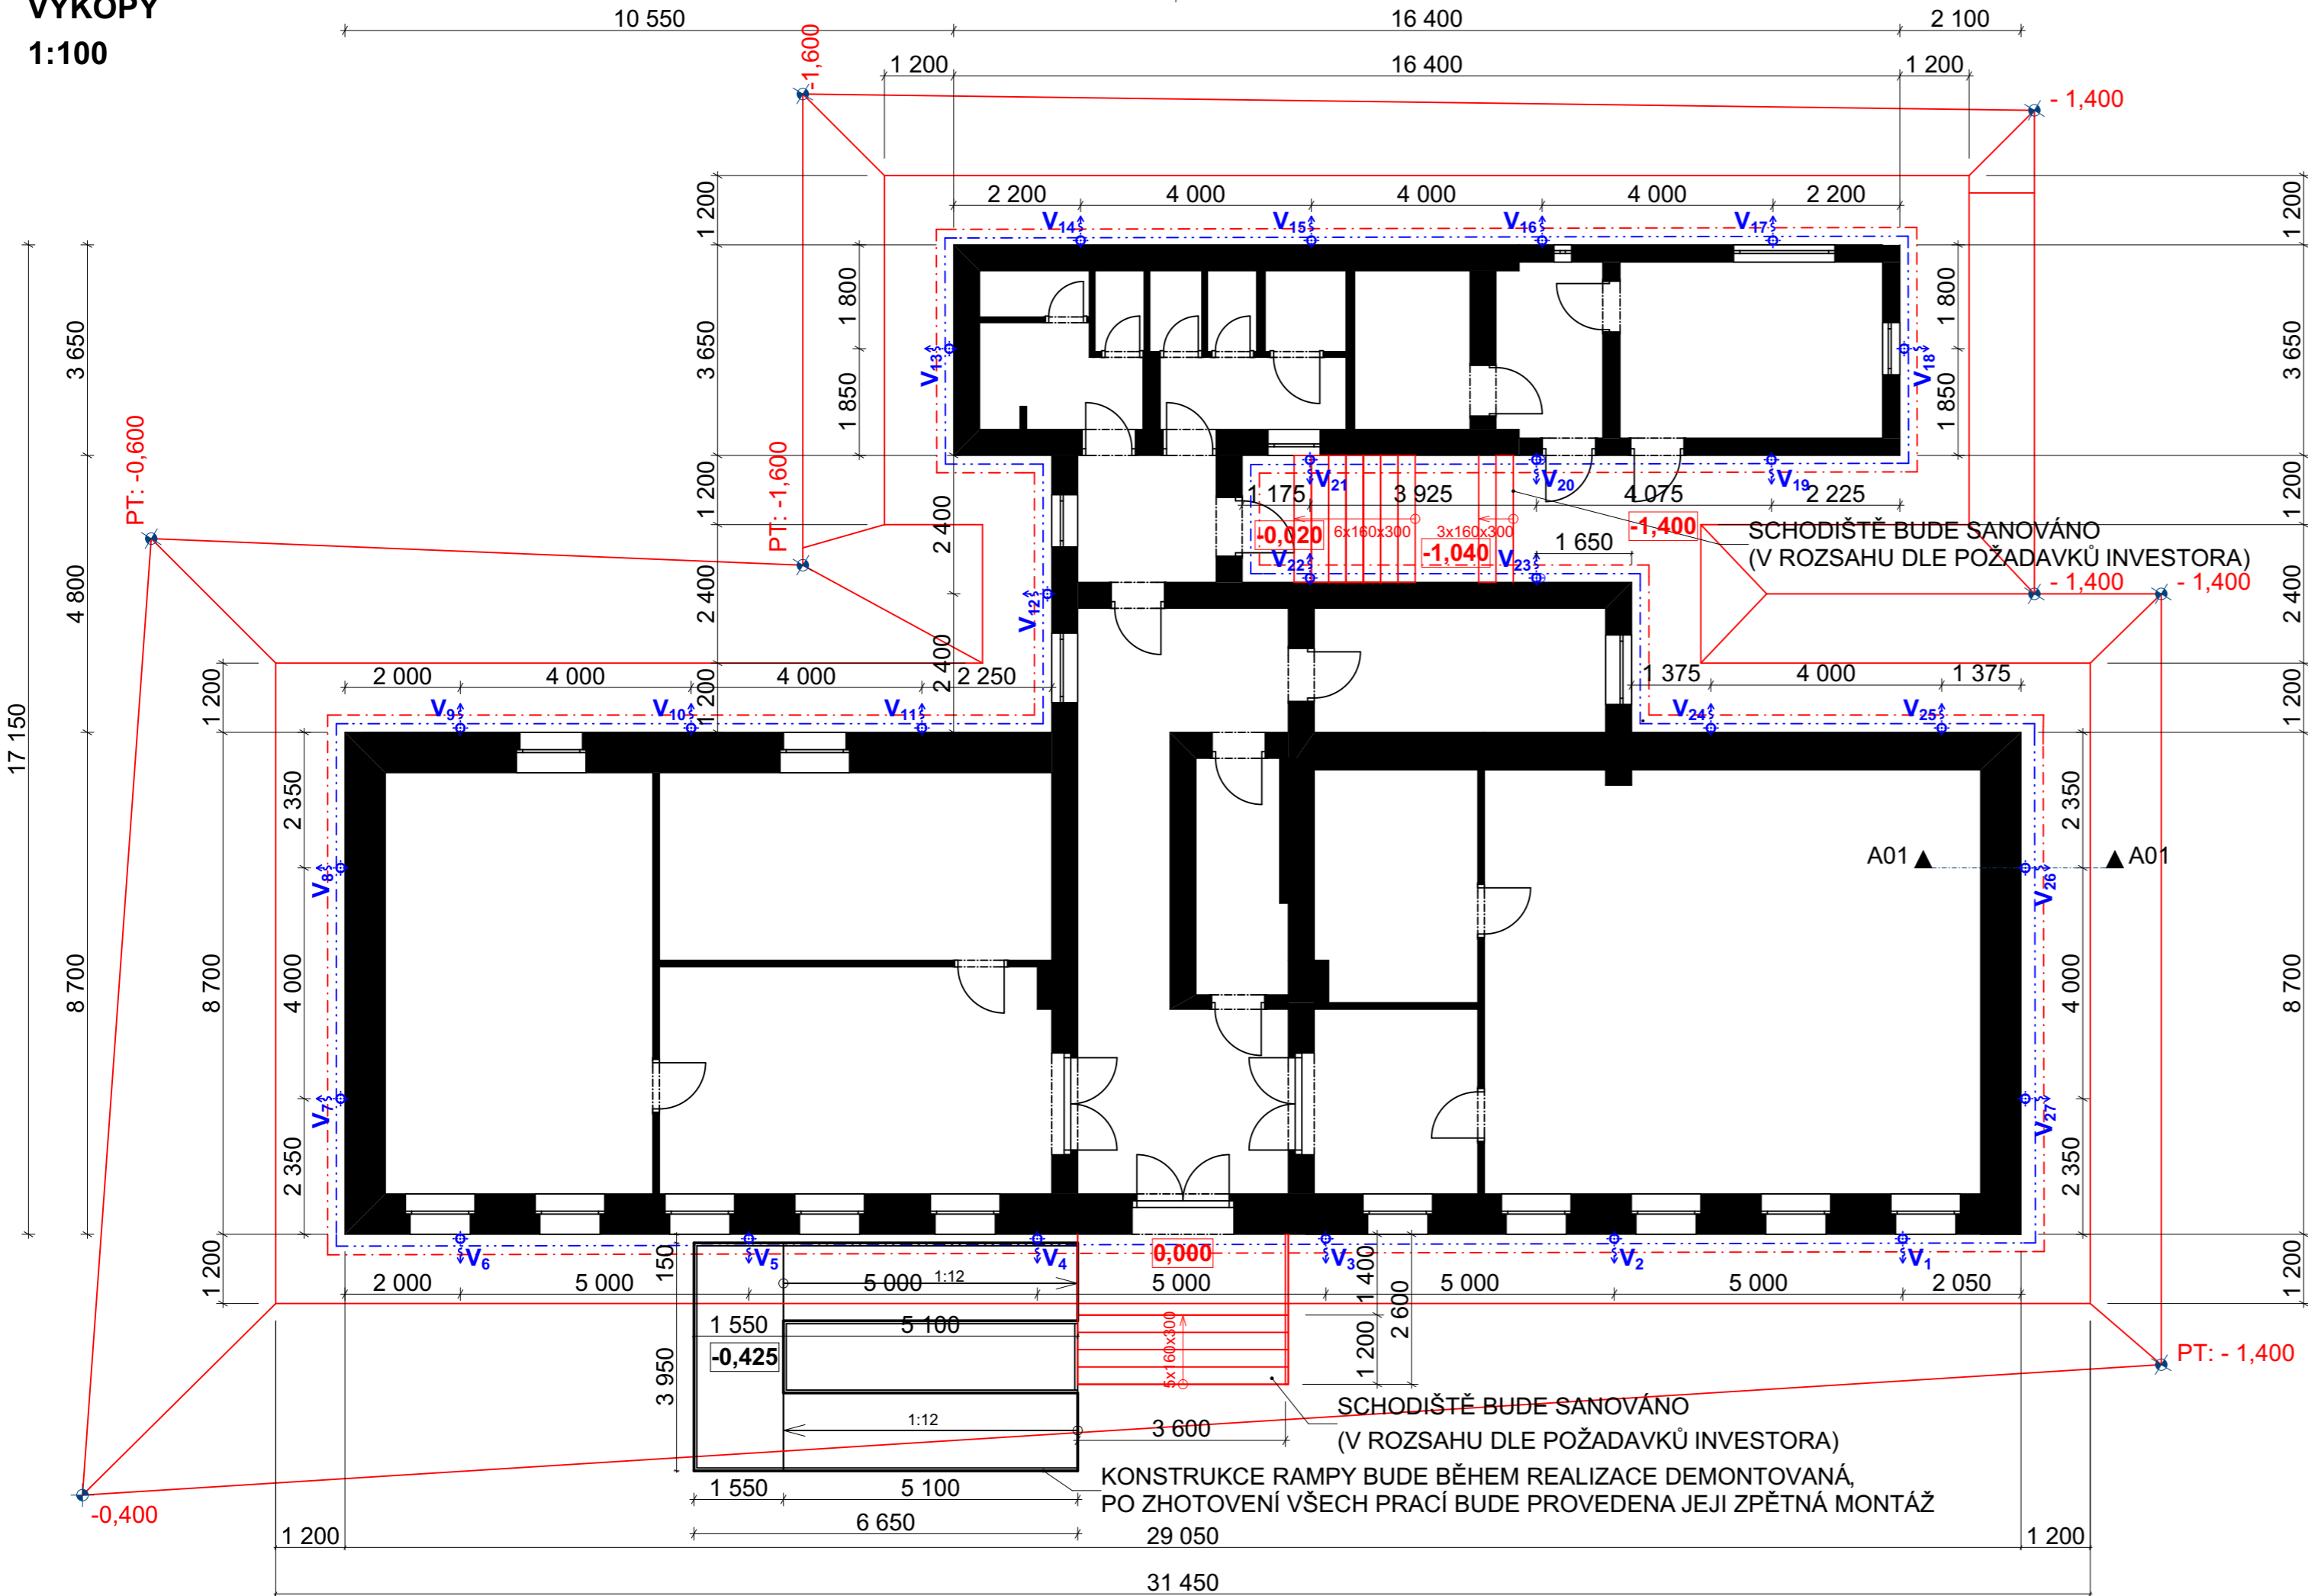 VÝKOPY
1:100
10 550
16 400
2 100
1 200
16 400
1 200
-1,600
- 1,400
2 200
4 000
4 000
4 000
2 200
V14
V15
V16
V17
1 200
1 200
3 650
3 650
1 800
1 850
V13
1 800
1 850
V18
3 650
PT: -0,600
PT: -1,600
1 200
2 400
V21
V20
V19
1 175
3 925
4 075
2 225
1 200
-0,020
6x160x300
3x160x300
-1,040
-1,400
1 650
SCHODIŠTĚ BUDE SANOVÁNO
(V ROZSAHU DLE POŽADAVKŮ INVESTORA)
V22
V23
- 1,400
- 1,400
4 800
2 400
V12
2 400
2 400
17 150
1 200
2 000
4 000
4 000
2 250
1 200
1 375
4 000
1 375
1 200
V9
V10
V11
V24
V25
2 350
2 350
A01
A01
V8
V26
8 700
8 700
4 000
4 000
8 700
V7
V27
2 350
2 350
1 200
V6
V5
V4
0,000
V3
V2
V1
150
1 400
2 000
5 000
5 000
1:12
5 000
5 000
5 000
2 050
1 200
2 600
1 550
5 100
-0,425
3 950
5x160x300
1 200
PT: - 1,400
SCHODIŠTĚ BUDE SANOVÁNO
(V ROZSAHU DLE POŽADAVKŮ INVESTORA)
1:12
3 600
KONSTRUKCE RAMPY BUDE BĚHEM REALIZACE DEMONTOVANÁ,
PO ZHOTOVENÍ VŠECH PRACÍ BUDE PROVEDENA JEJI ZPĚTNÁ MONTÁŽ
1 550
5 100
-0,400
6 650
1 200
29 050
1 200
31 450